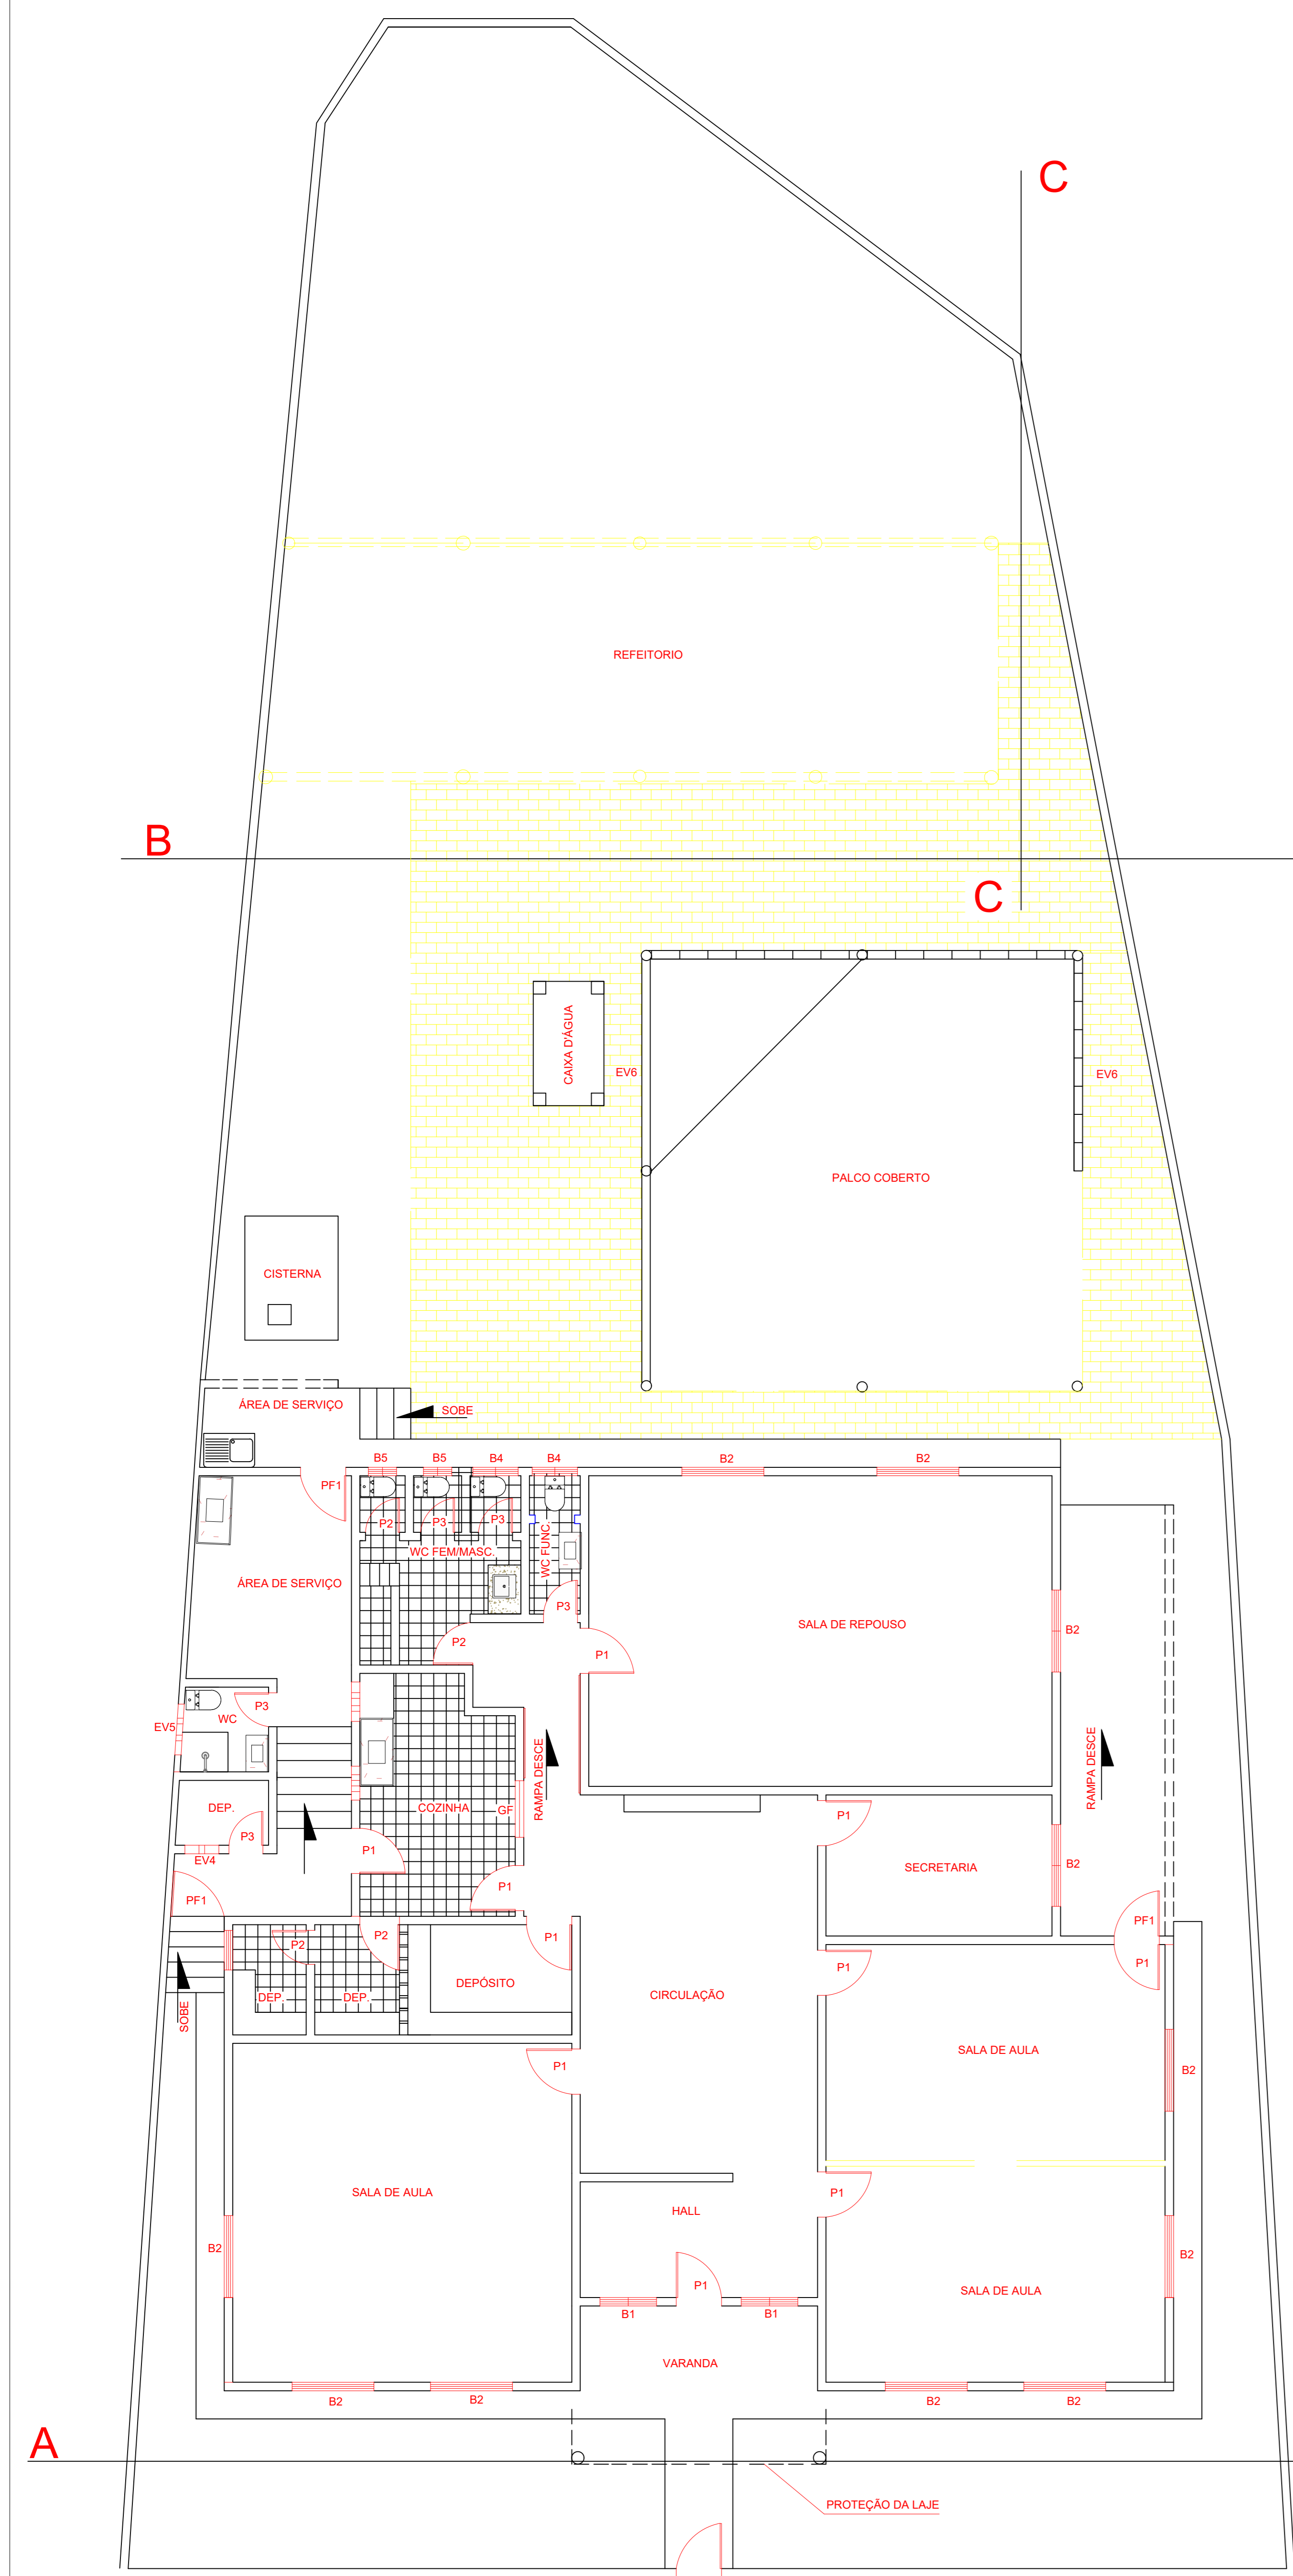 C
REFEITORIO
B
C
CAIXA D'ÁGUA
EV6
EV6
PALCO COBERTO
CISTERNA
ÁREA DE SERVIÇO
SOBE
B5
B5
B4
B4
B2
B2
PF1
P2
P3
P3
WC FEM/MASC.
WC FUNC.
ÁREA DE SERVIÇO
P3
SALA DE REPOUSO
B2
P2
P1
P3
WC
EV5
RAMPA DESCE
RAMPA DESCE
DEP.
COZINHA
GF
P1
P3
P1
EV4
SECRETARIA
B2
P1
PF1
PF1
P2
P2
P1
P1
P1
DEPÓSITO
DEP.
DEP.
CIRCULAÇÃO
SOBE
SALA DE AULA
P1
B2
SALA DE AULA
P1
HALL
B2
B2
P1
SALA DE AULA
B1
B1
VARANDA
B2
B2
B2
B2
A
PROTEÇÃO DA LAJE